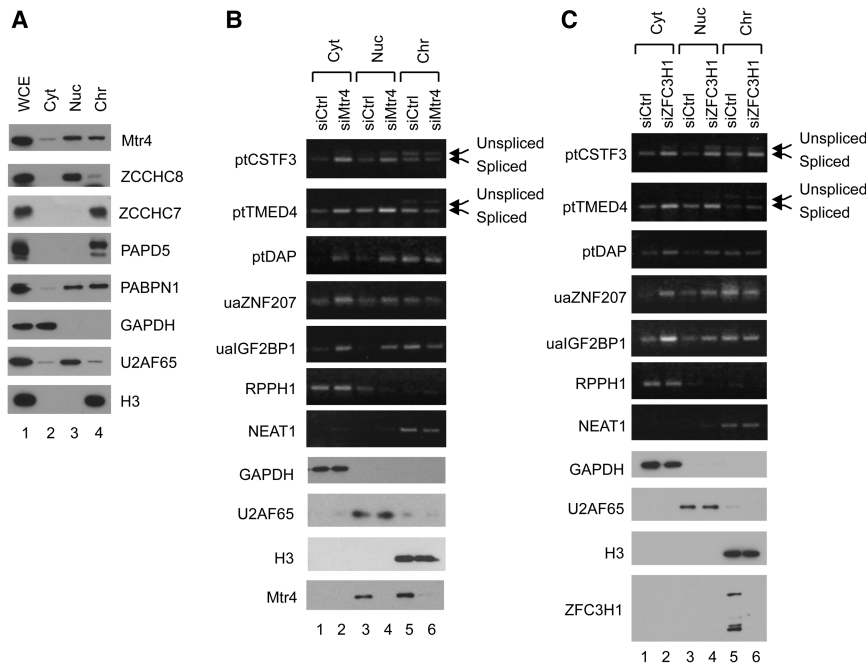 A
WCE
Cyt
Nuc
Chr
Mtr4
ZCCHC8
ZCCHC7
PAPD5
PABPN1
GAPDH
U2AF65
H3
1 2 3 4
B
Cyt
Nuc
Chr
siCtrl
siMtr4
siCtrl
siMtr4
siCtrl
siMtr4
ptCSTF3
Unspliced
Spliced
ptTMED4
Unspliced
Spliced
ptDAP
uaZNF207
uaIGF2BP1
RPPH1
NEAT1
GAPDH
U2AF65
H3
Mtr4
1 2 3 4 5 6
C
Cyt
Nuc
Chr
siCtrl
siZFC3H1
siCtrl
siZFC3H1
siCtrl
siZFC3H1
ptCSTF3
Unspliced
Spliced
ptTMED4
Unspliced
Spliced
ptDAP
uaZNF207
uaIGF2BP1
RPPH1
NEAT1
GAPDH
U2AF65
H3
ZFC3H1
1 2 3 4 5 6